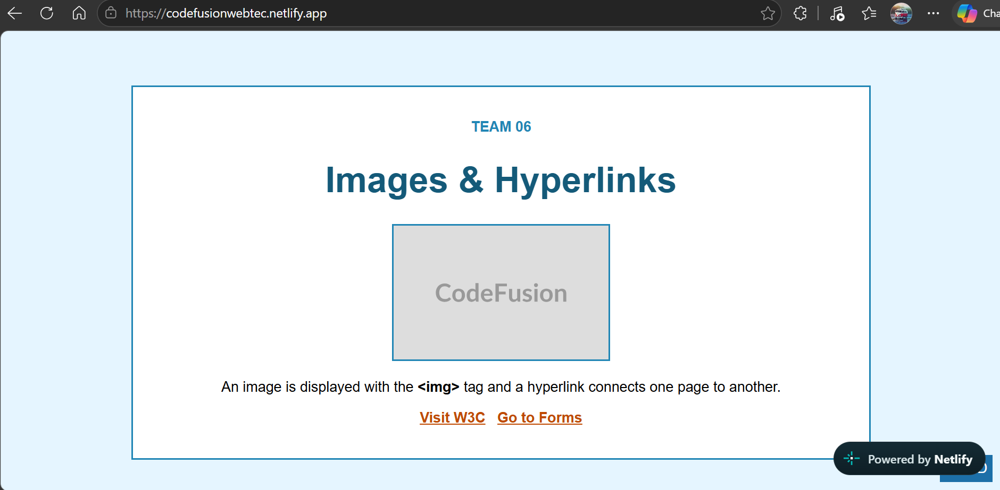 https://codefusionwebtec.netlify.app
TEAM 06
Images & Hyperlinks
CodeFusion
An image is displayed with the <img> tag and a hyperlink connects one page to another.
Visit W3C Go to Forms
Powered by Netlify